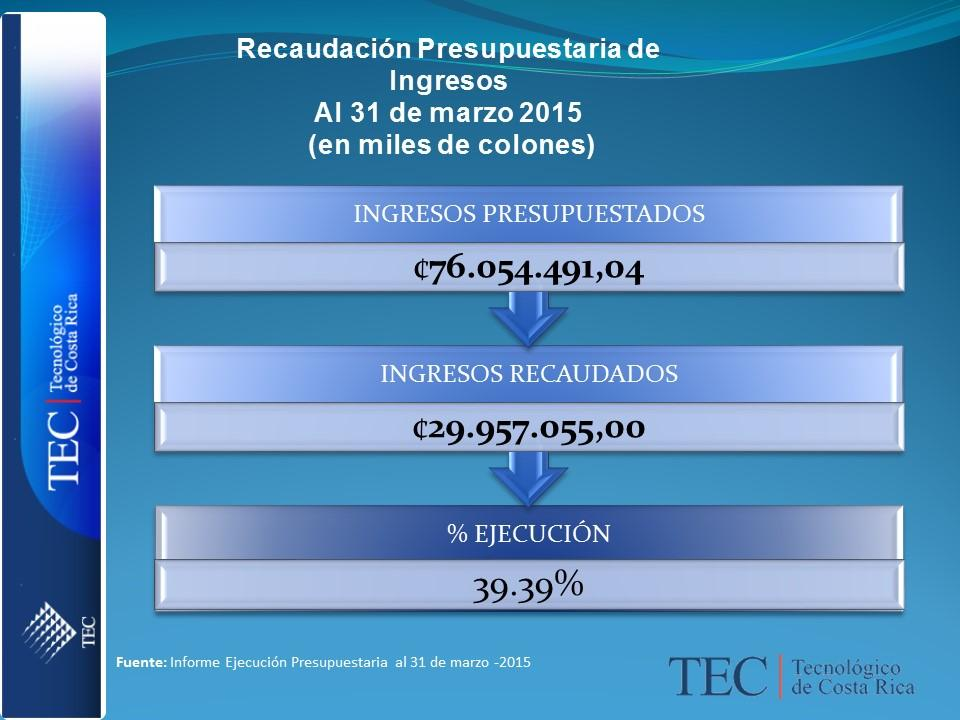 Recaudación Presupuestaria de
Ingresos
Al 31 de marzo 2015
(en miles de colones)
INGRESOS PRESUPUESTADOS
₡76.054.491,04
INGRESOS RECAUDADOS
₡29.957.055,00
% EJECUCIÓN
39.39%
Fuente: Informe Ejecución Presupuestaria al 31 de marzo -2015
TEC | Tecnológico
de Costa Rica
TEC | Tecnológico
de Costa Rica
TEC